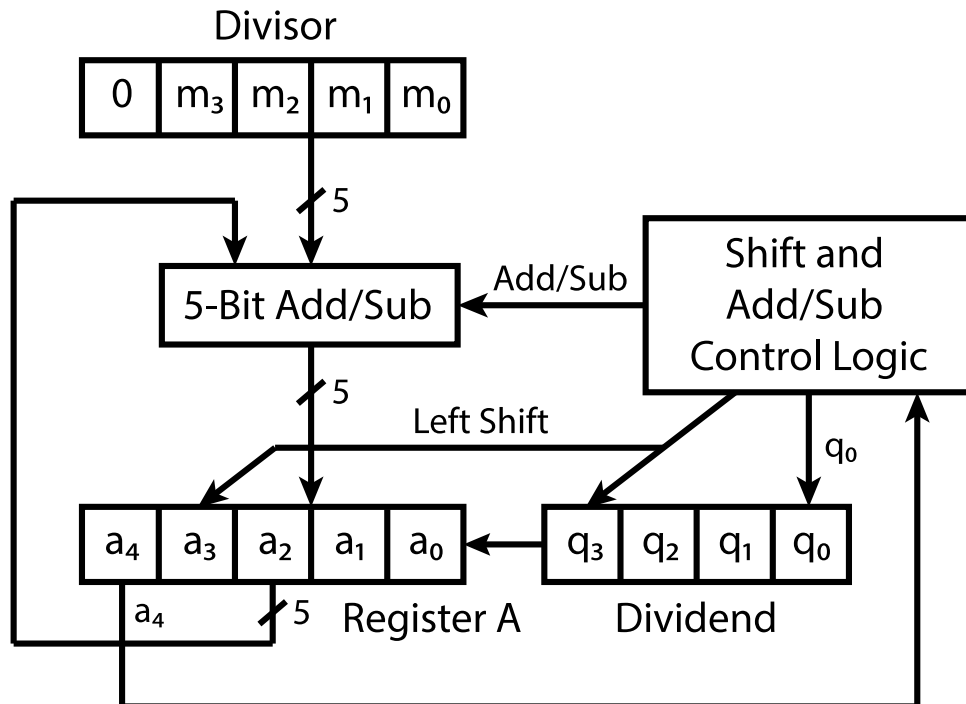 Divisor
0 m₃ m₂ m₁ m₀
5
5-Bit Add/Sub
Add/Sub
Shift and
Add/Sub
Control Logic
5
Left Shift
q₀
a₄ a₃ a₂ a₁ a₀
q₃ q₂ q₁ q₀
a₄
5
Register A
Dividend